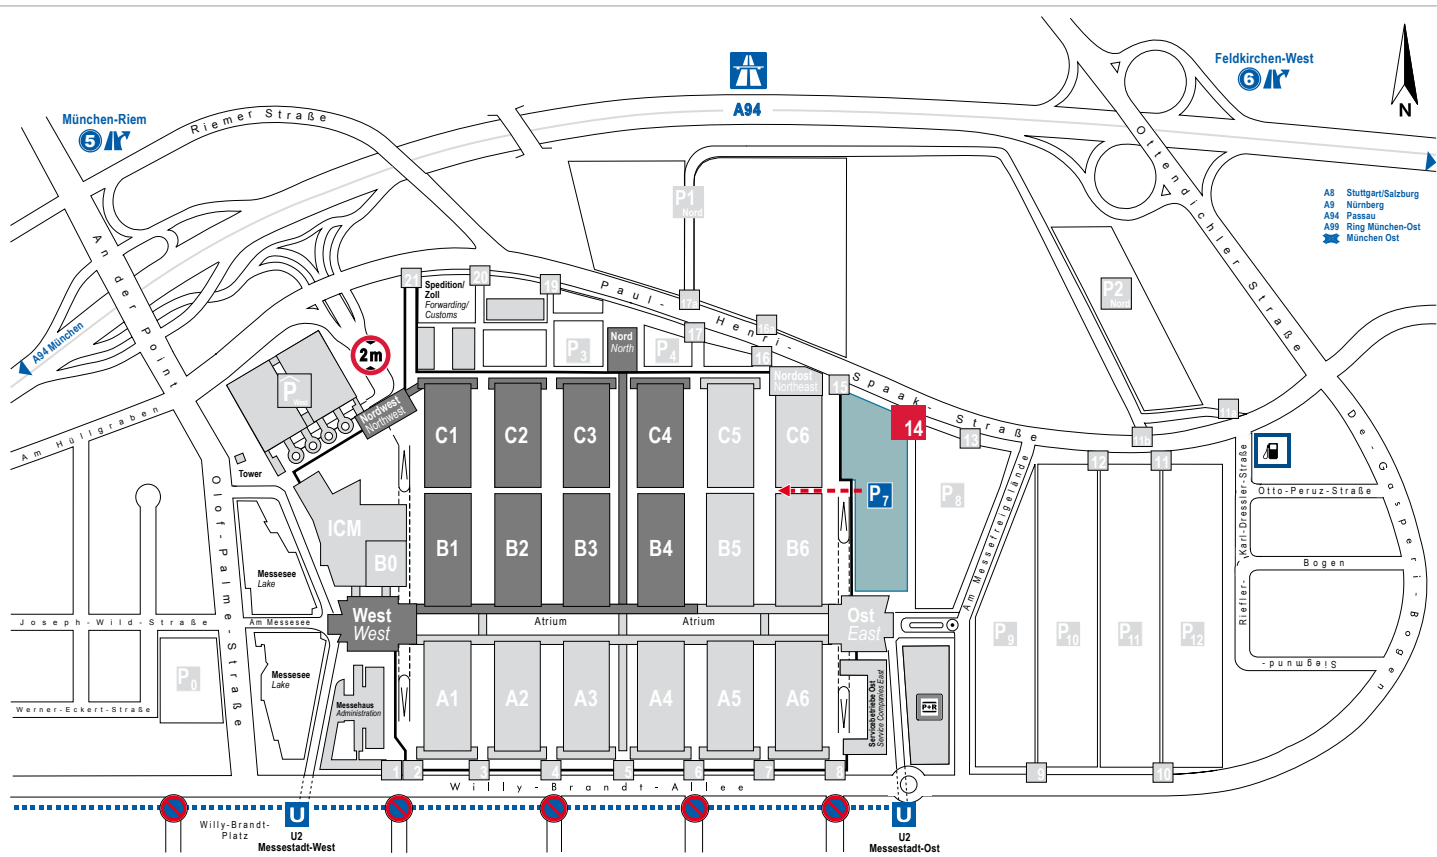 A94
Feldkirchen-West
6
N
München-Riem
5
Riemer Straße
Ottendichler Straße
A8 Stuttgart/Salzburg
A9 Nürnberg
A94 Passau
A99 Ring München-Ost
München Ost
An der Point
A94 München
P1
Nord
P2
Nord
Paul-Henri-Spaak-Straße
De-Gasperi-Bogen
21
20
19
17a
17
16a
16
15
14
13
12
11
11b
11a
Spedition/
Zoll
Forwarding/
Customs
P3
Nord
North
P4
2m
P
West
Nordwest
Northwest
Nordost
Northeast
Am Hüllgraben
Tower
C1
C2
C3
C4
C5
C6
P7
P8
Otto-Peruz-Straße
Karl-Dressler-Straße
Bogen
Riefler-
Siegmund-
Am Messefreigelände
Olof-Palme-Straße
ICM
B0
B1
B2
B3
B4
B5
B6
Messesee
Lake
Joseph-Wild-Straße
Am Messesee
West
West
Atrium
Atrium
Ost
East
P9
P10
P11
P12
P0
Messesee
Lake
Werner-Eckert-Straße
Messehaus
Administration
A1
A2
A3
A4
A5
A6
Servicebetriebe Ost
Service Companies East
P+R
1
2
3
4
5
6
7
8
9
10
Willy-Brandt-Allee
Willy-Brandt-
Platz
U
U2
Messestadt-West
U
U2
Messestadt-Ost